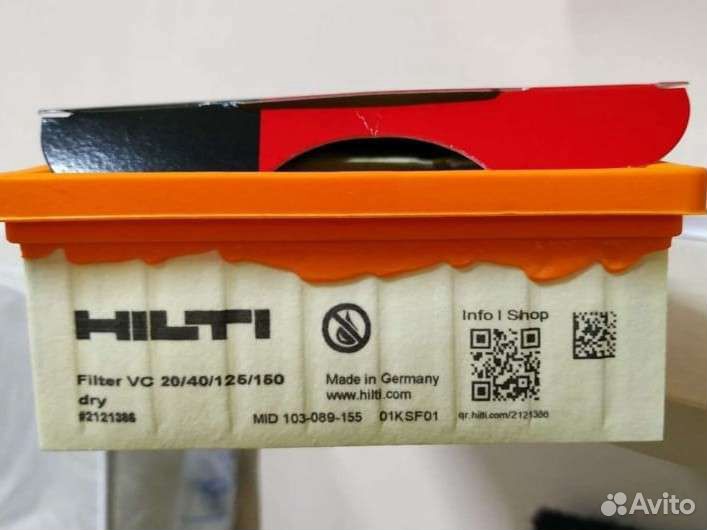 HILTI
Filter VC 20/40/125/150
dry
#2121386
Made in Germany
www.hilti.com
MID 103-089-155 01KSF01
Info | Shop
qr.hilti.com/2121386
Avito